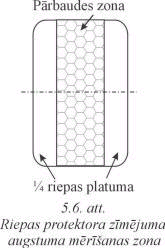 Pārbaudes zona
¼ riepas platuma
5.6. att.
Riepas protektora zīmējuma
augstuma mērīšanas zona